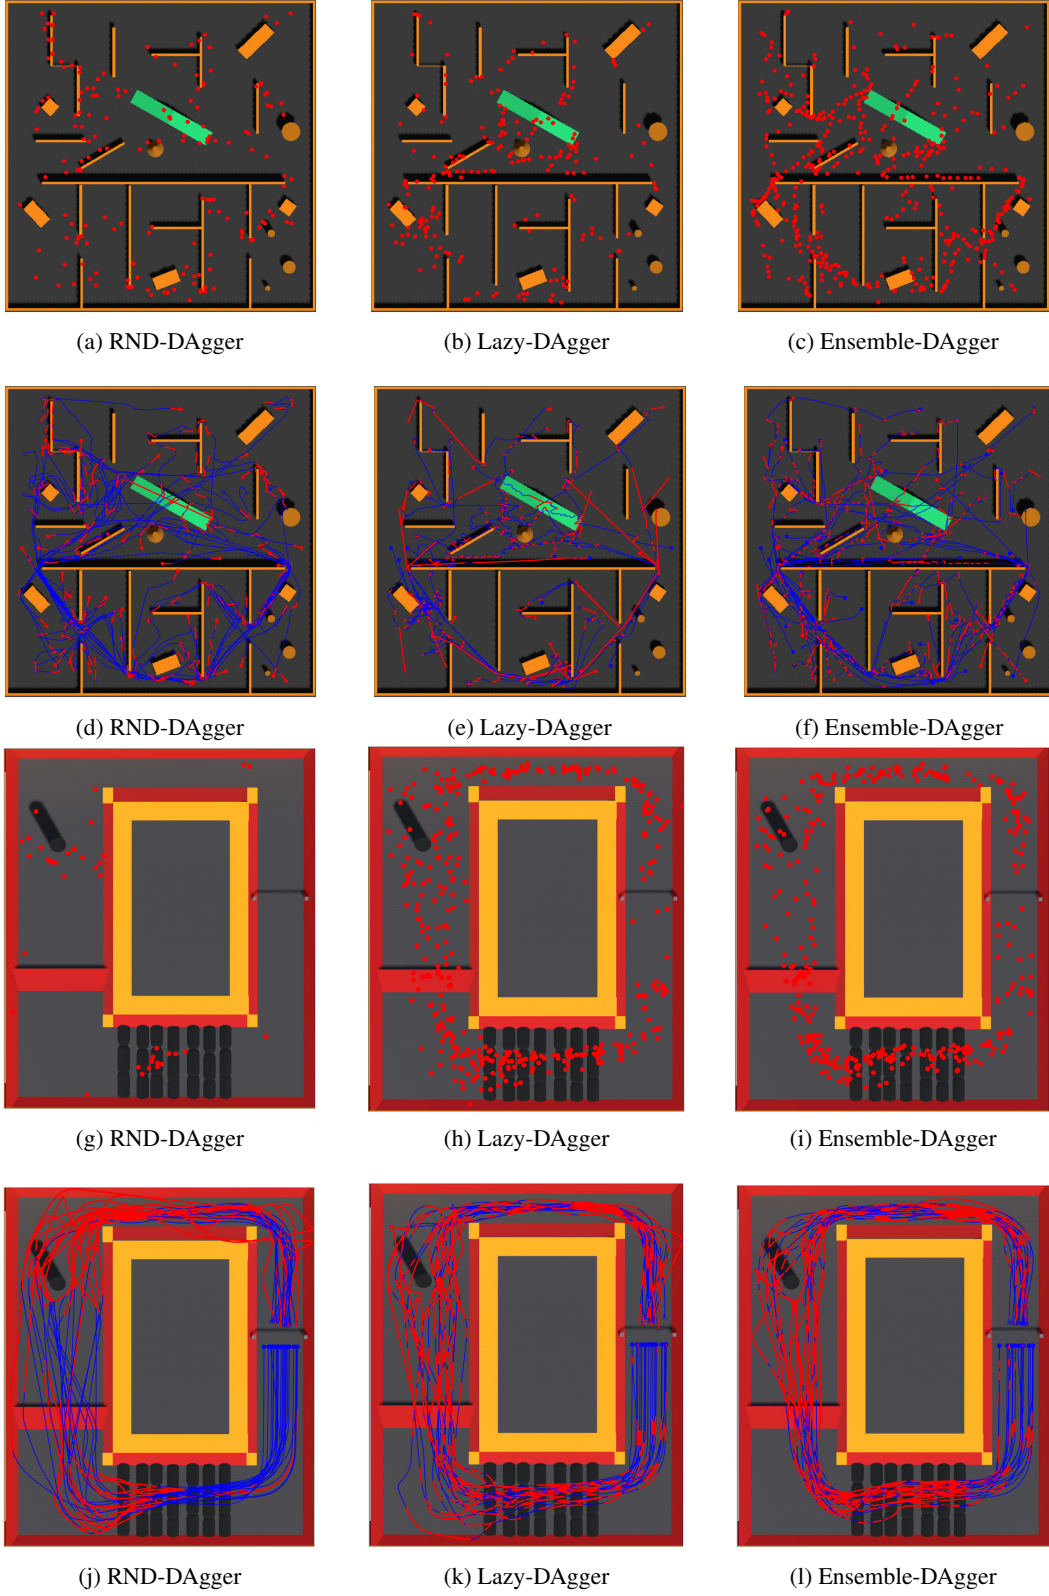 (a) RND-DAgger
(b) Lazy-DAgger
(c) Ensemble-DAgger
(d) RND-DAgger
(e) Lazy-DAgger
(f) Ensemble-DAgger
(g) RND-DAgger
(h) Lazy-DAgger
(i) Ensemble-DAgger
(j) RND-DAgger
(k) Lazy-DAgger
(l) Ensemble-DAgger